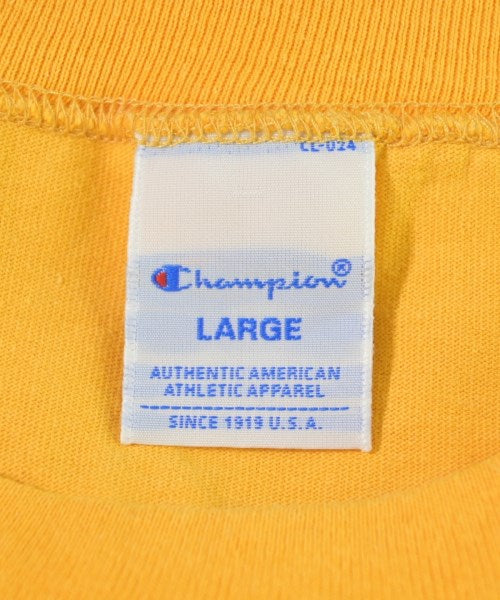 CL-024
Champion®
LARGE
AUTHENTIC AMERICAN
ATHLETIC APPAREL
SINCE 1919 U.S.A.